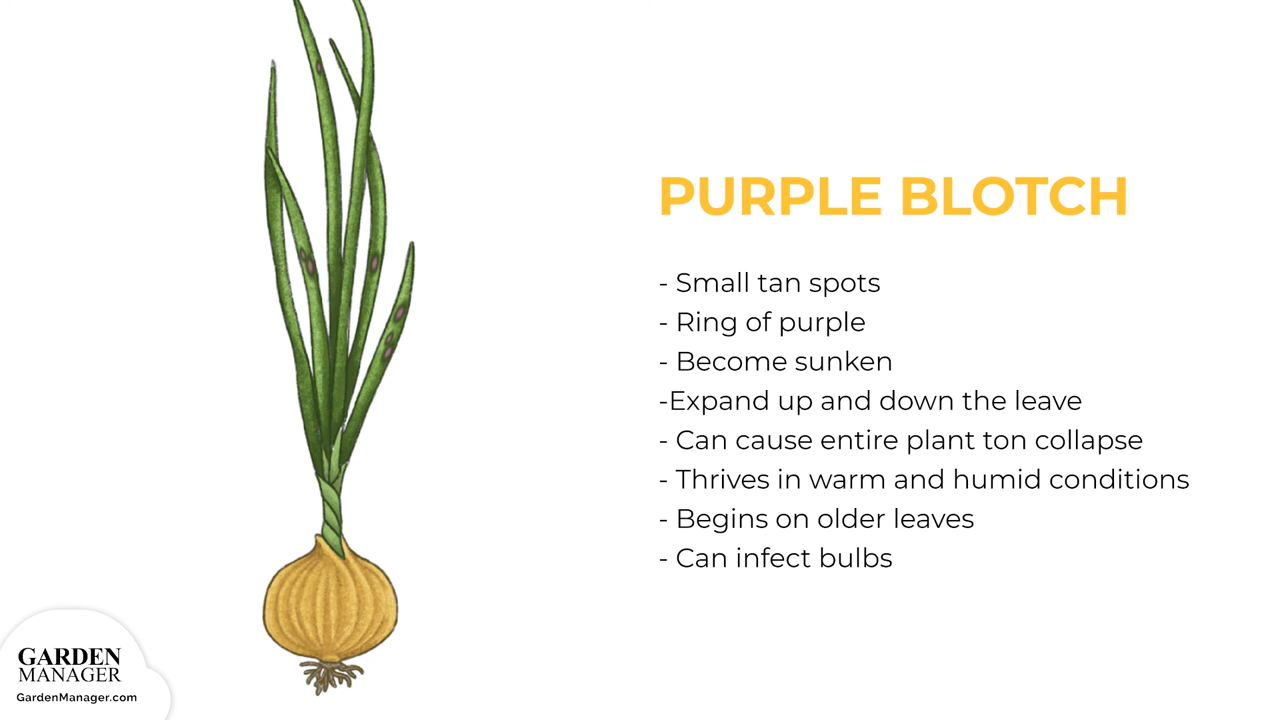 PURPLE BLOTCH
- Small tan spots
- Ring of purple
- Become sunken
-Expand up and down the leave
- Can cause entire plant ton collapse
- Thrives in warm and humid conditions
- Begins on older leaves
- Can infect bulbs
GARDEN
MANAGER
GardenManager.com